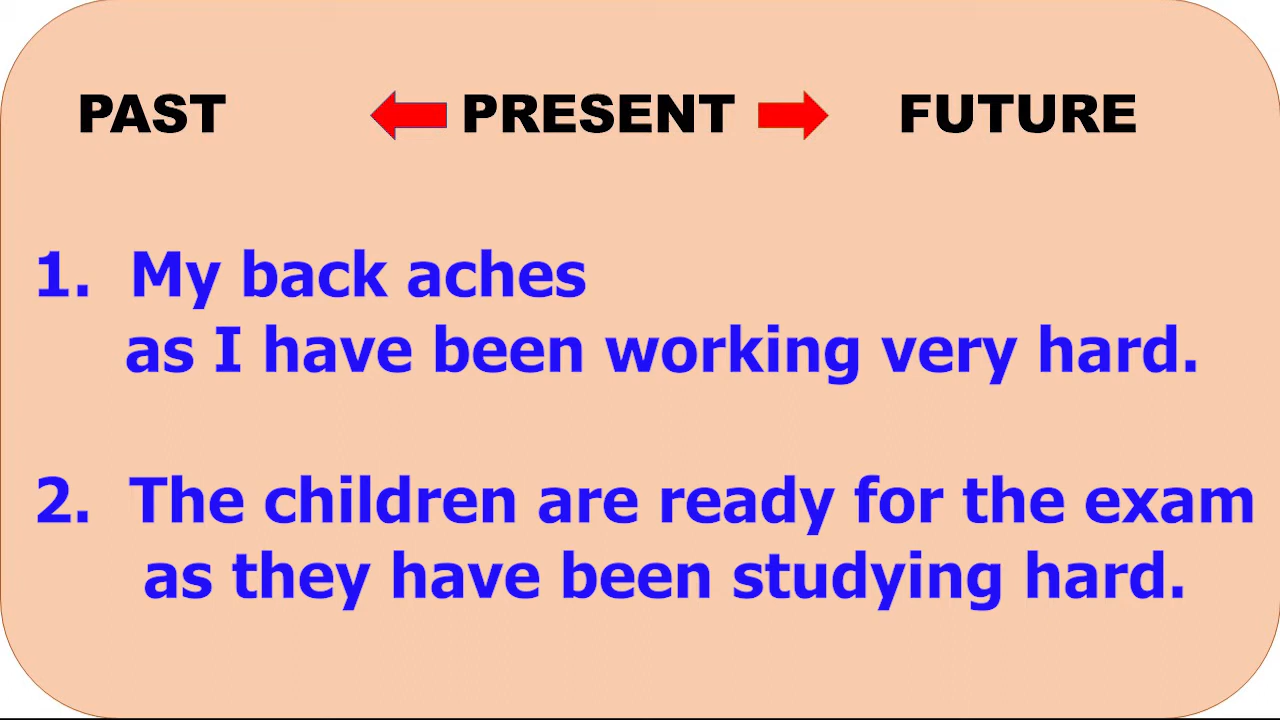 PAST PRESENT FUTURE
1. My back aches
as I have been working very hard.
2. The children are ready for the exam
as they have been studying hard.